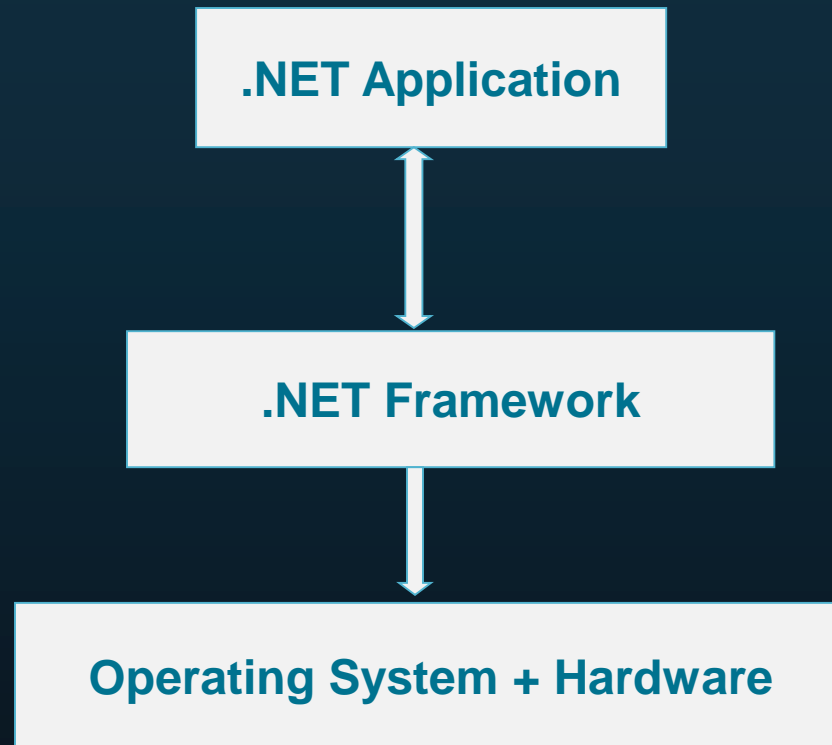 .NET Application
.NET Framework
Operating System + Hardware